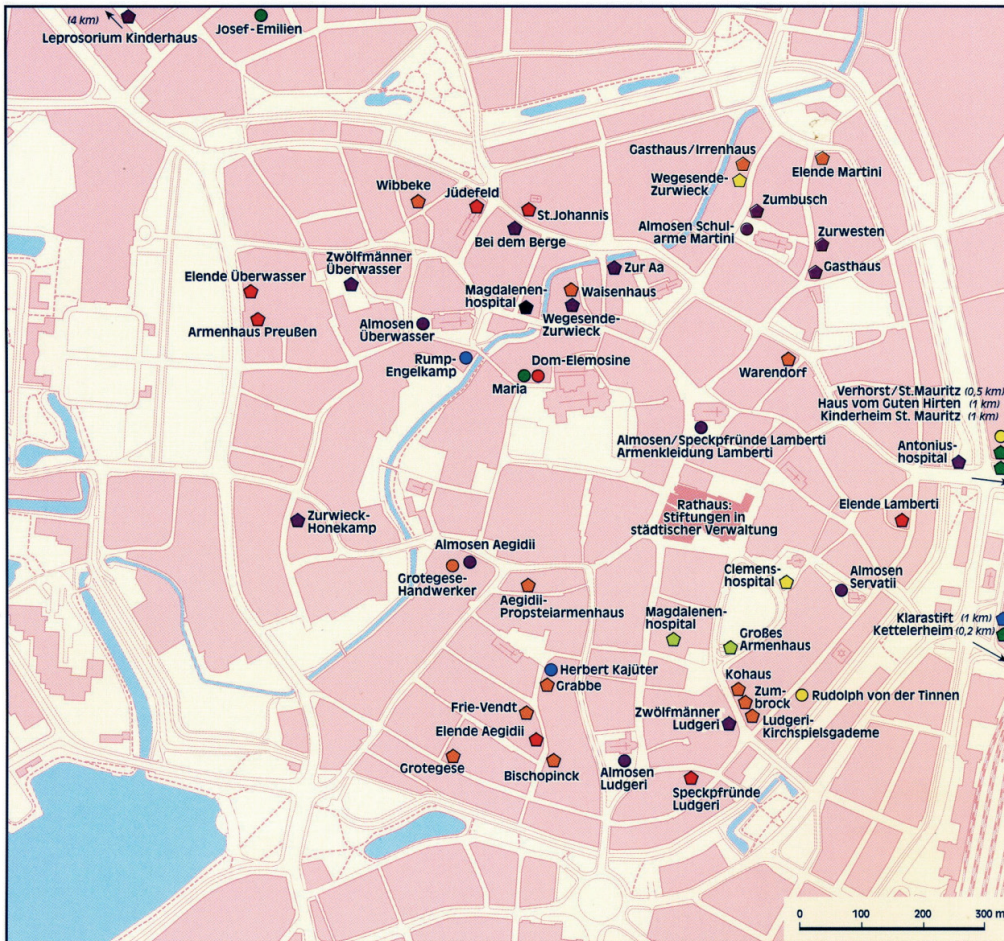 (4 km)
Leprosorium Kinderhaus
Josef-Emilien
Gasthaus/Irrenhaus
Wegesende-
Zurwieck
Elende Martini
Wibbeke
Jüdefeld
St.Johannis
Zumbusch
Almosen Schul-
arme Martini
Bei dem Berge
Zurwesten
Zwölfmänner
Überwasser
Zur Aa
Gasthaus
Elende Überwasser
Magdalenen-
hospital
Waisenhaus
Armenhaus Preußen
Almosen
Überwasser
Wegesende-
Zurwieck
Rump-
Engelkamp
Dom-Elemosine
Maria
Warendorf
Verhorst/St.Mauritz (0,5 km)
Haus vom Guten Hirten (1 km)
Kinderheim St. Mauritz (1 km)
Almosen/Speckpfründe Lamberti
Armenkleidung Lamberti
Antonius-
hospital
Rathaus:
Stiftungen in
städtischer Verwaltung
Elende Lamberti
Zurwieck-
Honekamp
Almosen Aegidii
Grotegese-
Handwerker
Aegidii-
Propsteiarmenhaus
Clemens-
hospital
Almosen
Servatii
Magdalenen-
hospital
Großes
Armenhaus
Klarastift (1 km)
Kettelerheim (0,2 km)
Herbert Kajüter
Grabbe
Kohaus
Zum-
brock
Rudolph von der Tinnen
Frie-Vendt
Zwölfmänner
Ludgeri
Ludgeri-
Kirchspielsgademe
Elende Aegidii
Grotegese
Bischopinck
Almosen
Ludgeri
Speckpfründe
Ludgeri
0 100 200 300 m